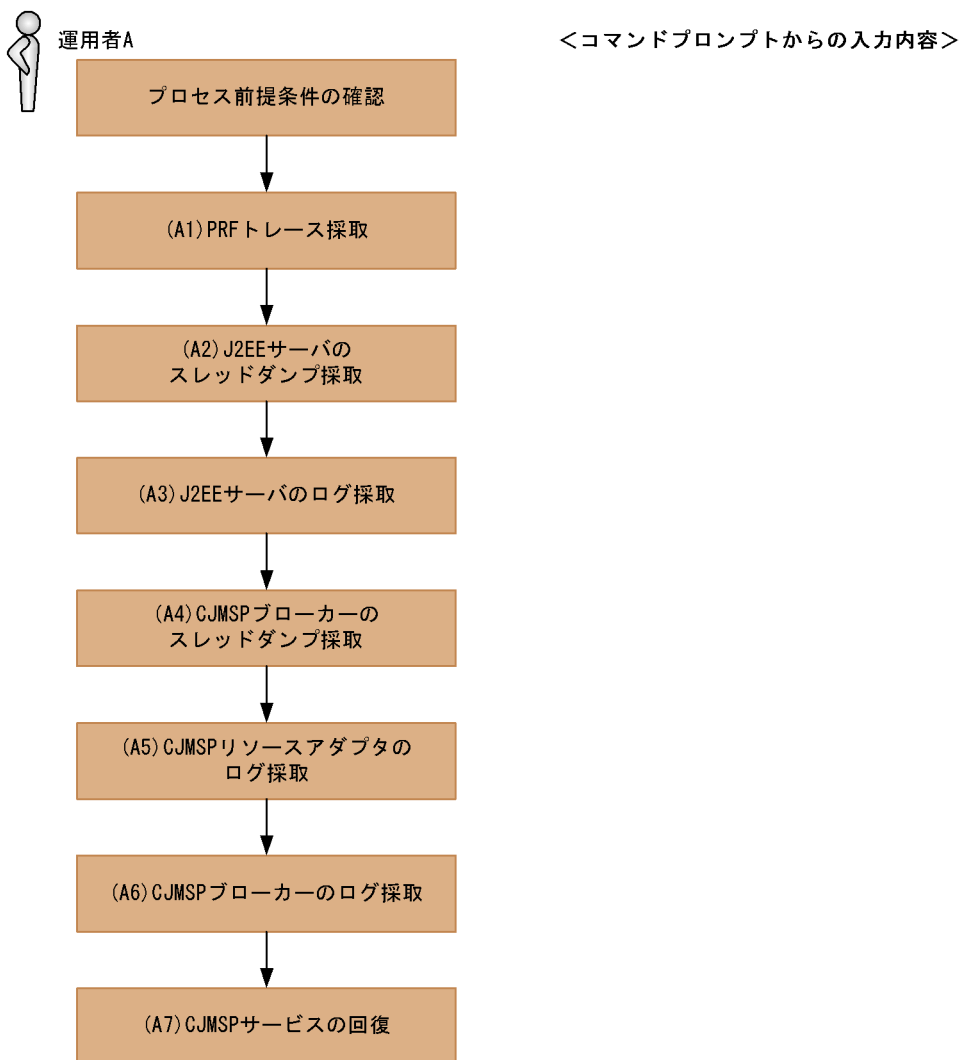 運用者A
＜コマンドプロンプトからの入力内容＞
プロセス前提条件の確認
(A1)PRFトレース採取
(A2)J2EEサーバの
スレッドダンプ採取
(A3)J2EEサーバのログ採取
(A4)CJMSPブローカーの
スレッドダンプ採取
(A5)CJMSPリソースアダプタの
ログ採取
(A6)CJMSPブローカーのログ採取
(A7)CJMSPサービスの回復